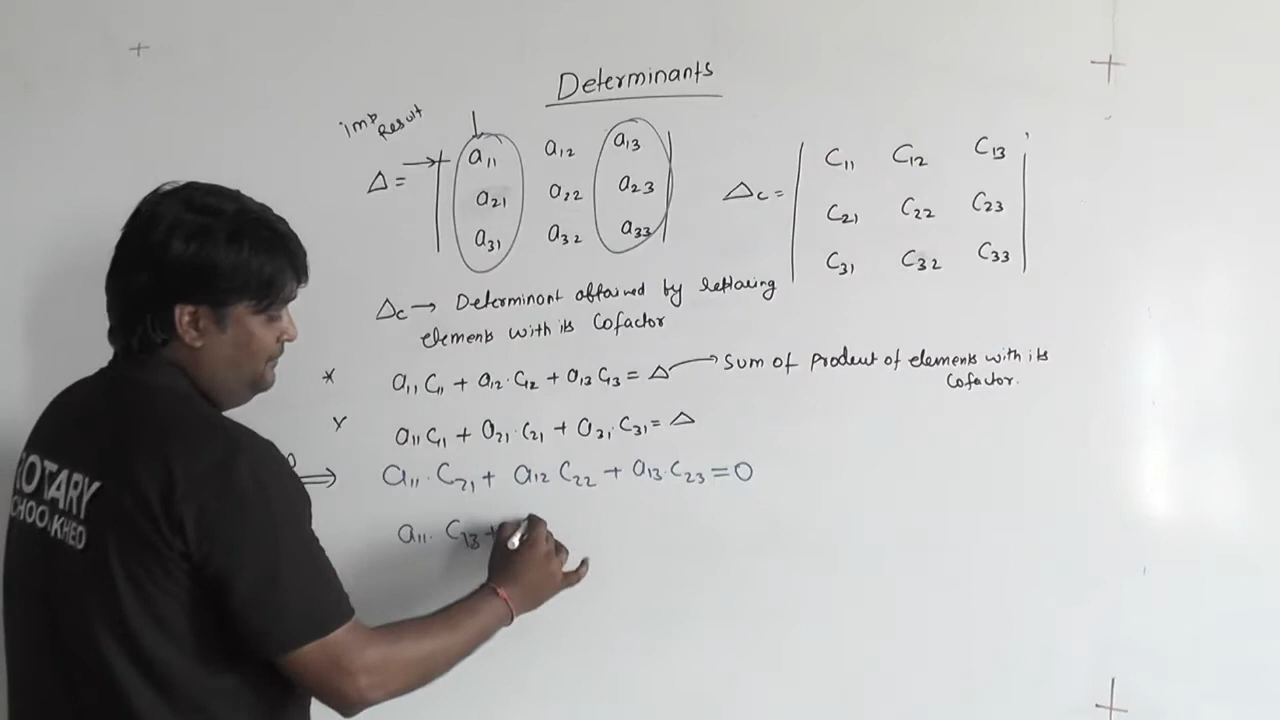 Determinants
imp Result
Δ = | a11 a12 a13 |
a21 a22 a23
a31 a32 a33
Δc = | C11 C12 C13 |
C21 C22 C23
C31 C32 C33
Δc → Determinant obtained by replacing
elements with its Cofactor
* a11 C11 + a12 · C12 + a13 C13 = Δ → Sum of Product of elements with its
Cofactor.
a11 C11 + a21 · C21 + a31 · C31 = Δ
⇒ a11 · C21 + a12 C22 + a13 · C23 = 0
a11 · C13 +
OTARY
CHOO KHED